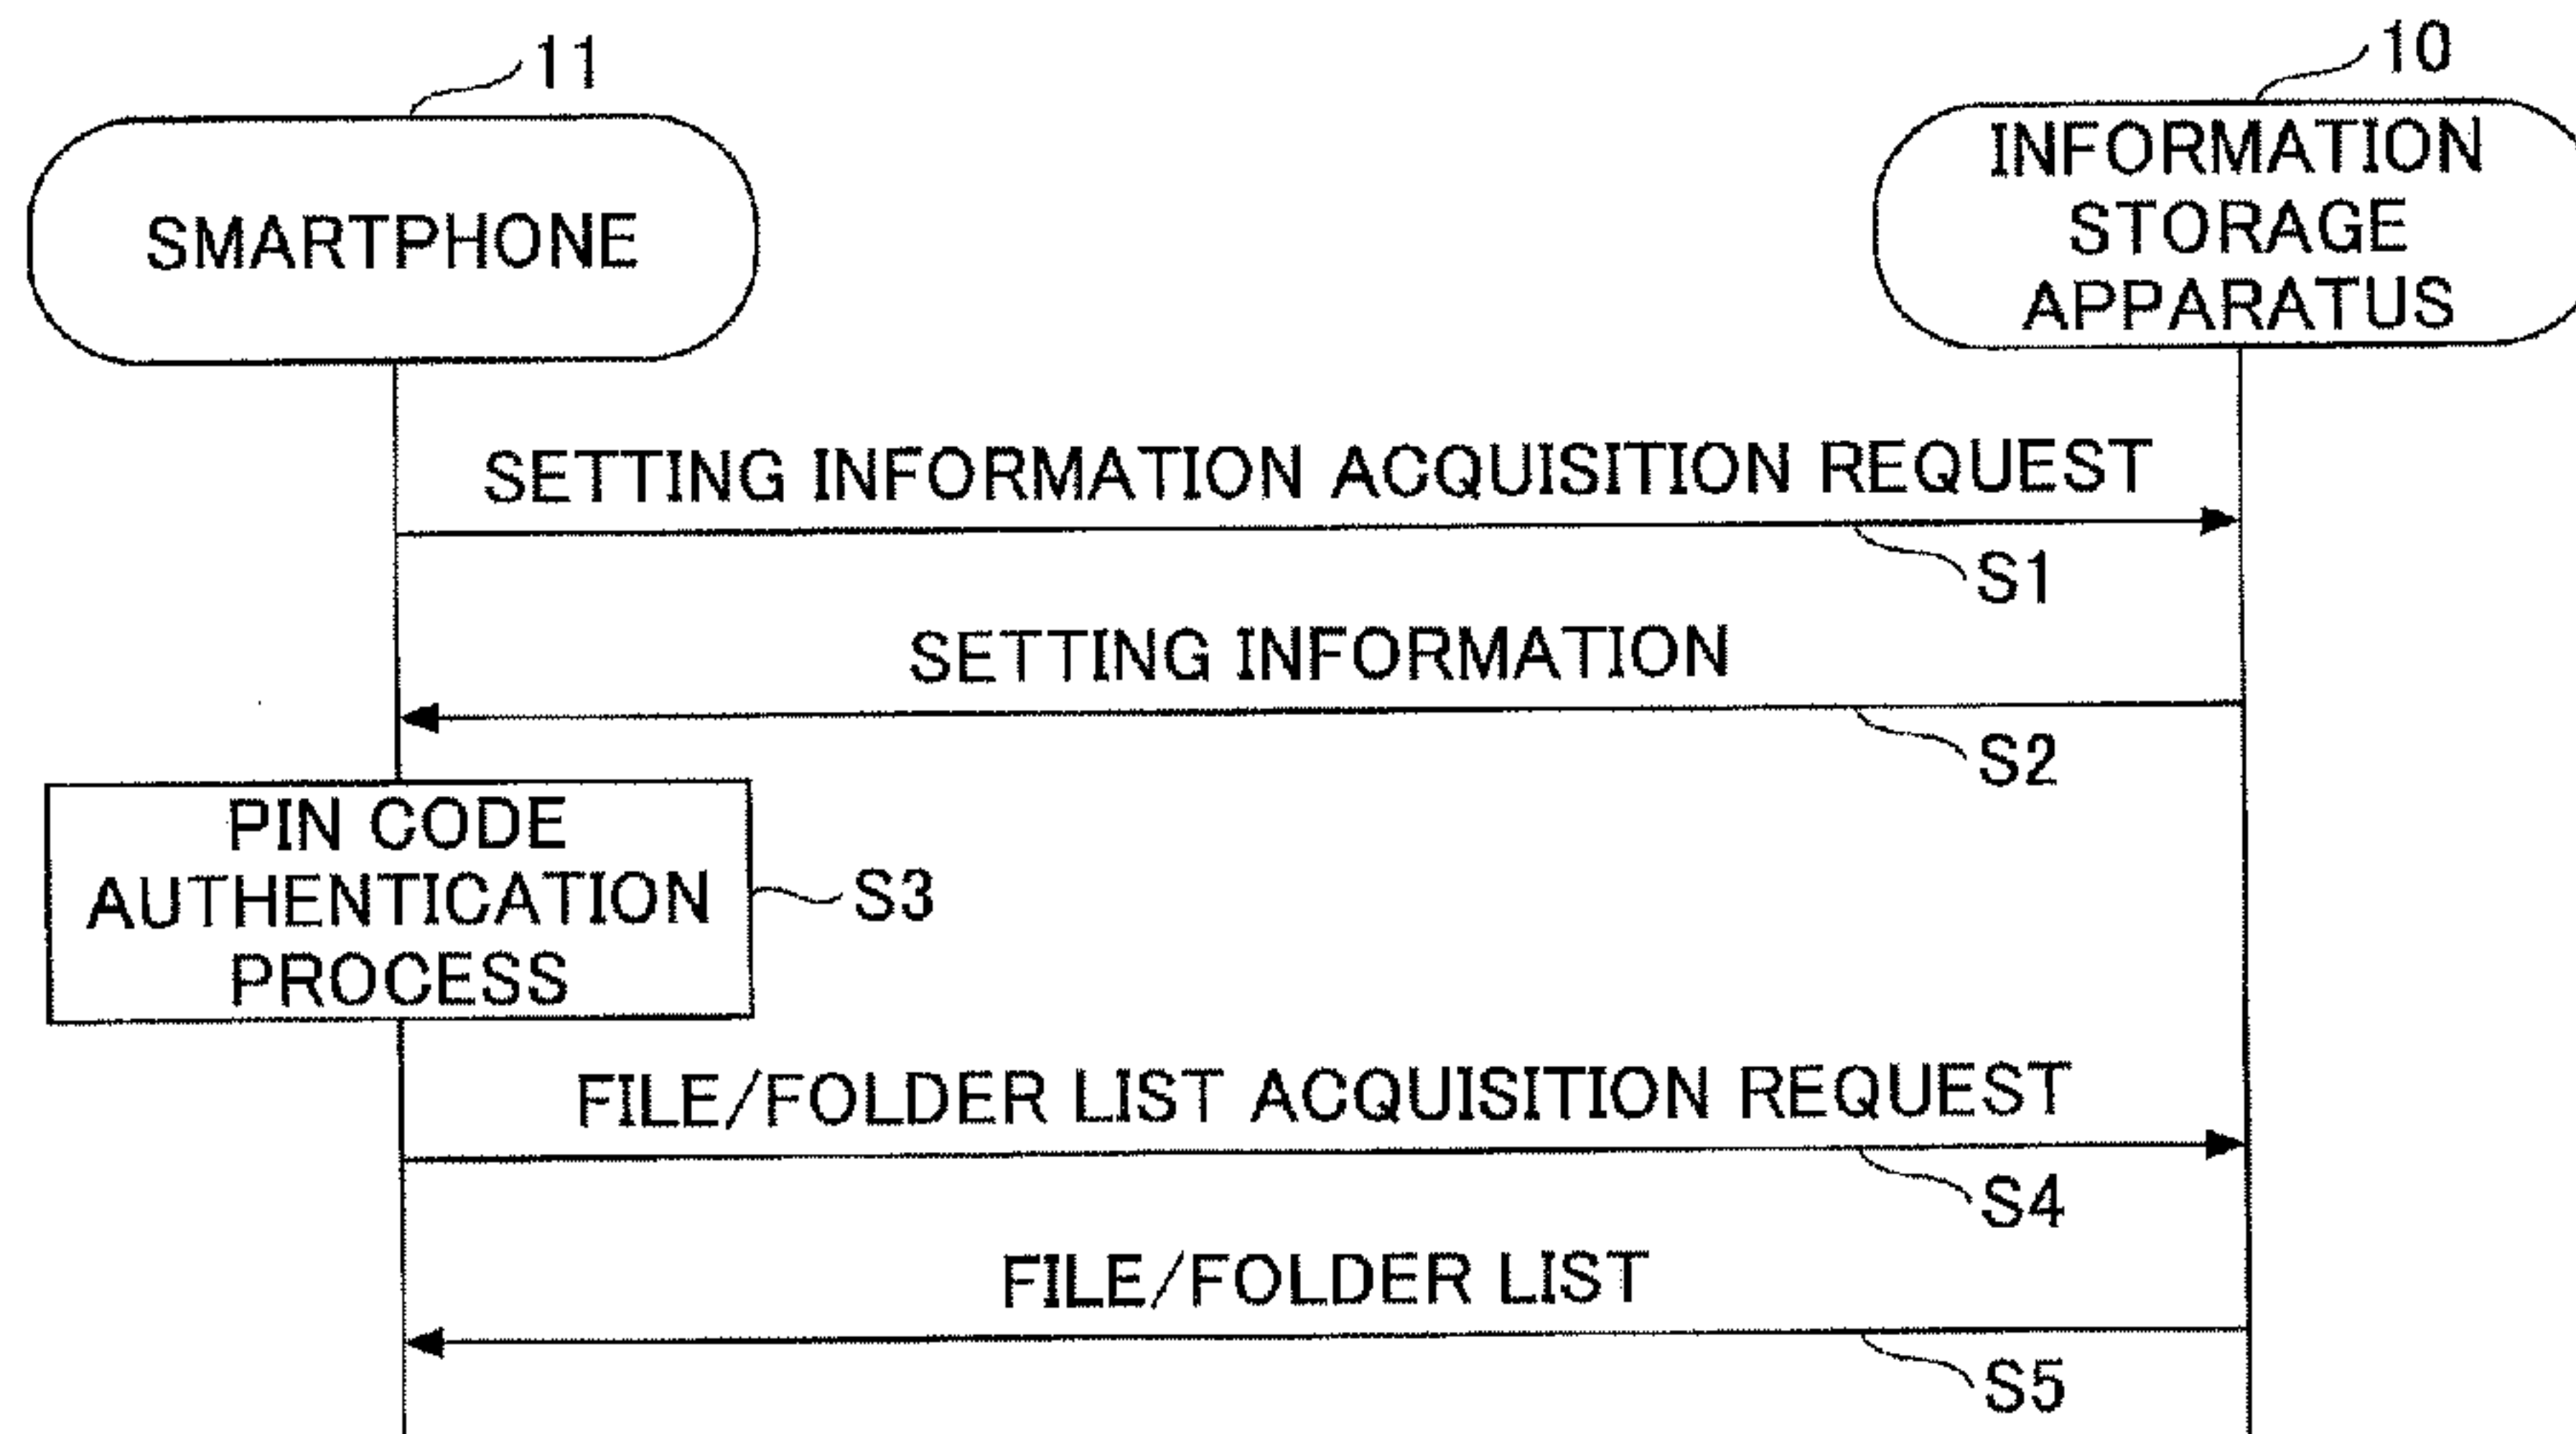 11
10
SMARTPHONE
INFORMATION
STORAGE
APPARATUS
SETTING INFORMATION ACQUISITION REQUEST
S1
SETTING INFORMATION
S2
PIN CODE
AUTHENTICATION
PROCESS
S3
FILE/FOLDER LIST ACQUISITION REQUEST
S4
FILE/FOLDER LIST
S5